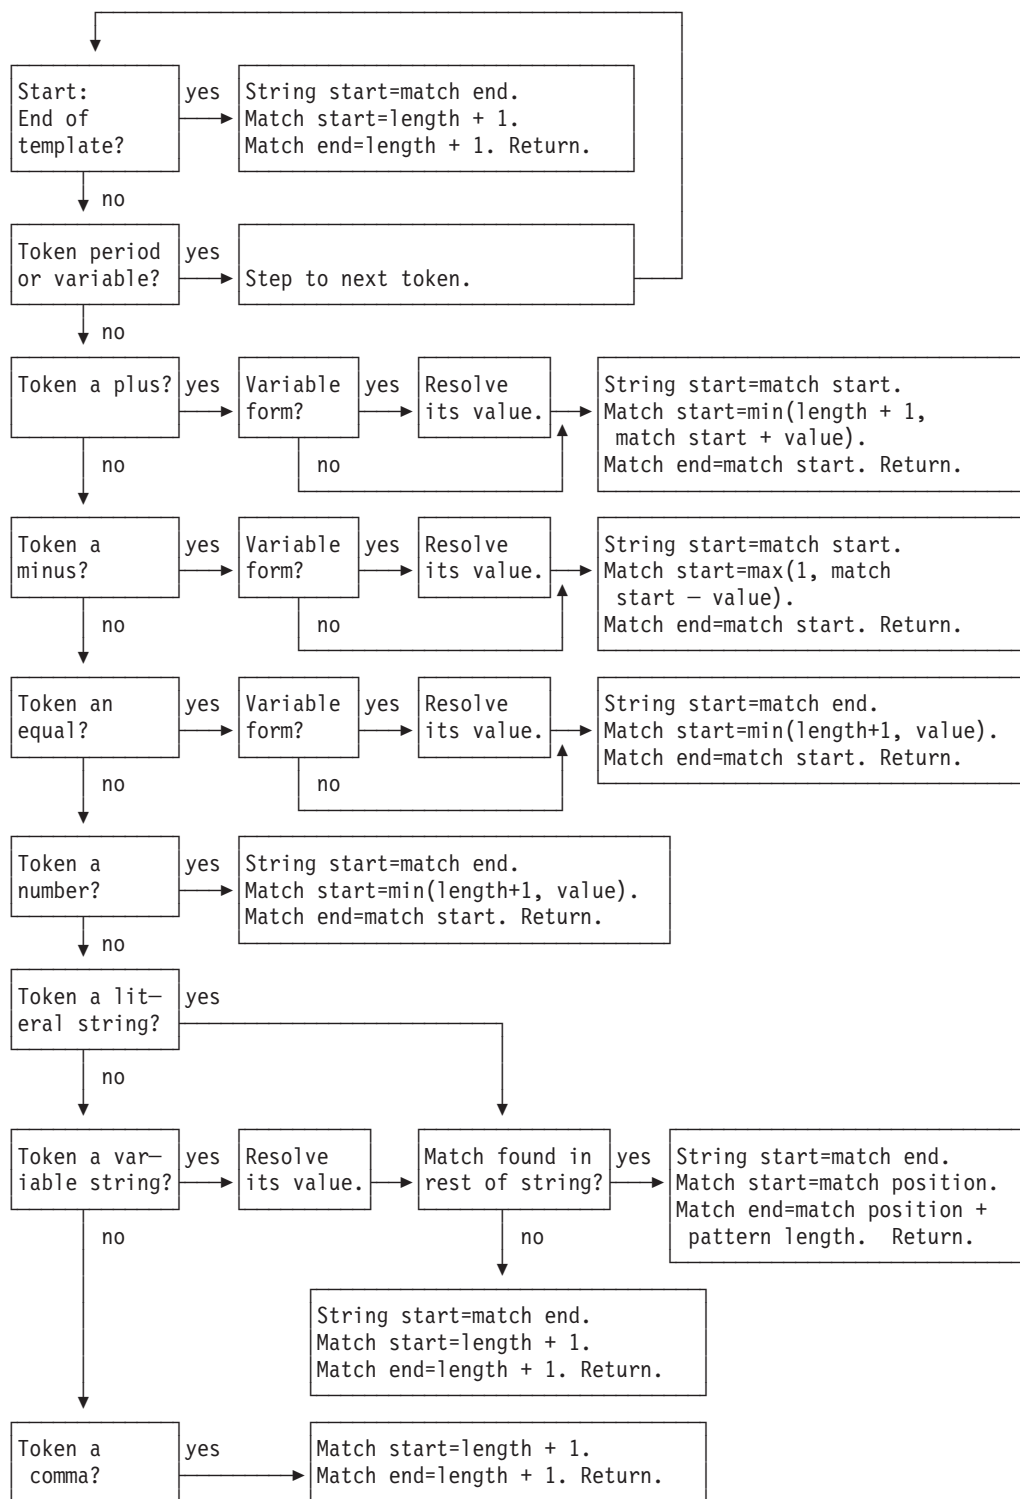 Start:
End of
template?
yes
String start=match end.
Match start=length + 1.
Match end=length + 1. Return.
no
Token period
or variable?
yes
Step to next token.
no
Token a plus?
yes
Variable
form?
yes
Resolve
its value.
String start=match start.
Match start=min(length + 1,
match start + value).
Match end=match start. Return.
no
no
Token a
minus?
yes
Variable
form?
yes
Resolve
its value.
String start=match start.
Match start=max(1, match
start — value).
Match end=match start. Return.
no
no
Token an
equal?
yes
Variable
form?
yes
Resolve
its value.
String start=match end.
Match start=min(length+1, value).
Match end=match start. Return.
no
no
Token a
number?
yes
String start=match end.
Match start=min(length+1, value).
Match end=match start. Return.
no
Token a lit—
eral string?
yes
no
Token a var—
iable string?
yes
Resolve
its value.
Match found in
rest of string?
yes
String start=match end.
Match start=match position.
Match end=match position +
pattern length. Return.
no
no
String start=match end.
Match start=length + 1.
Match end=length + 1. Return.
Token a
comma?
yes
Match start=length + 1.
Match end=length + 1. Return.